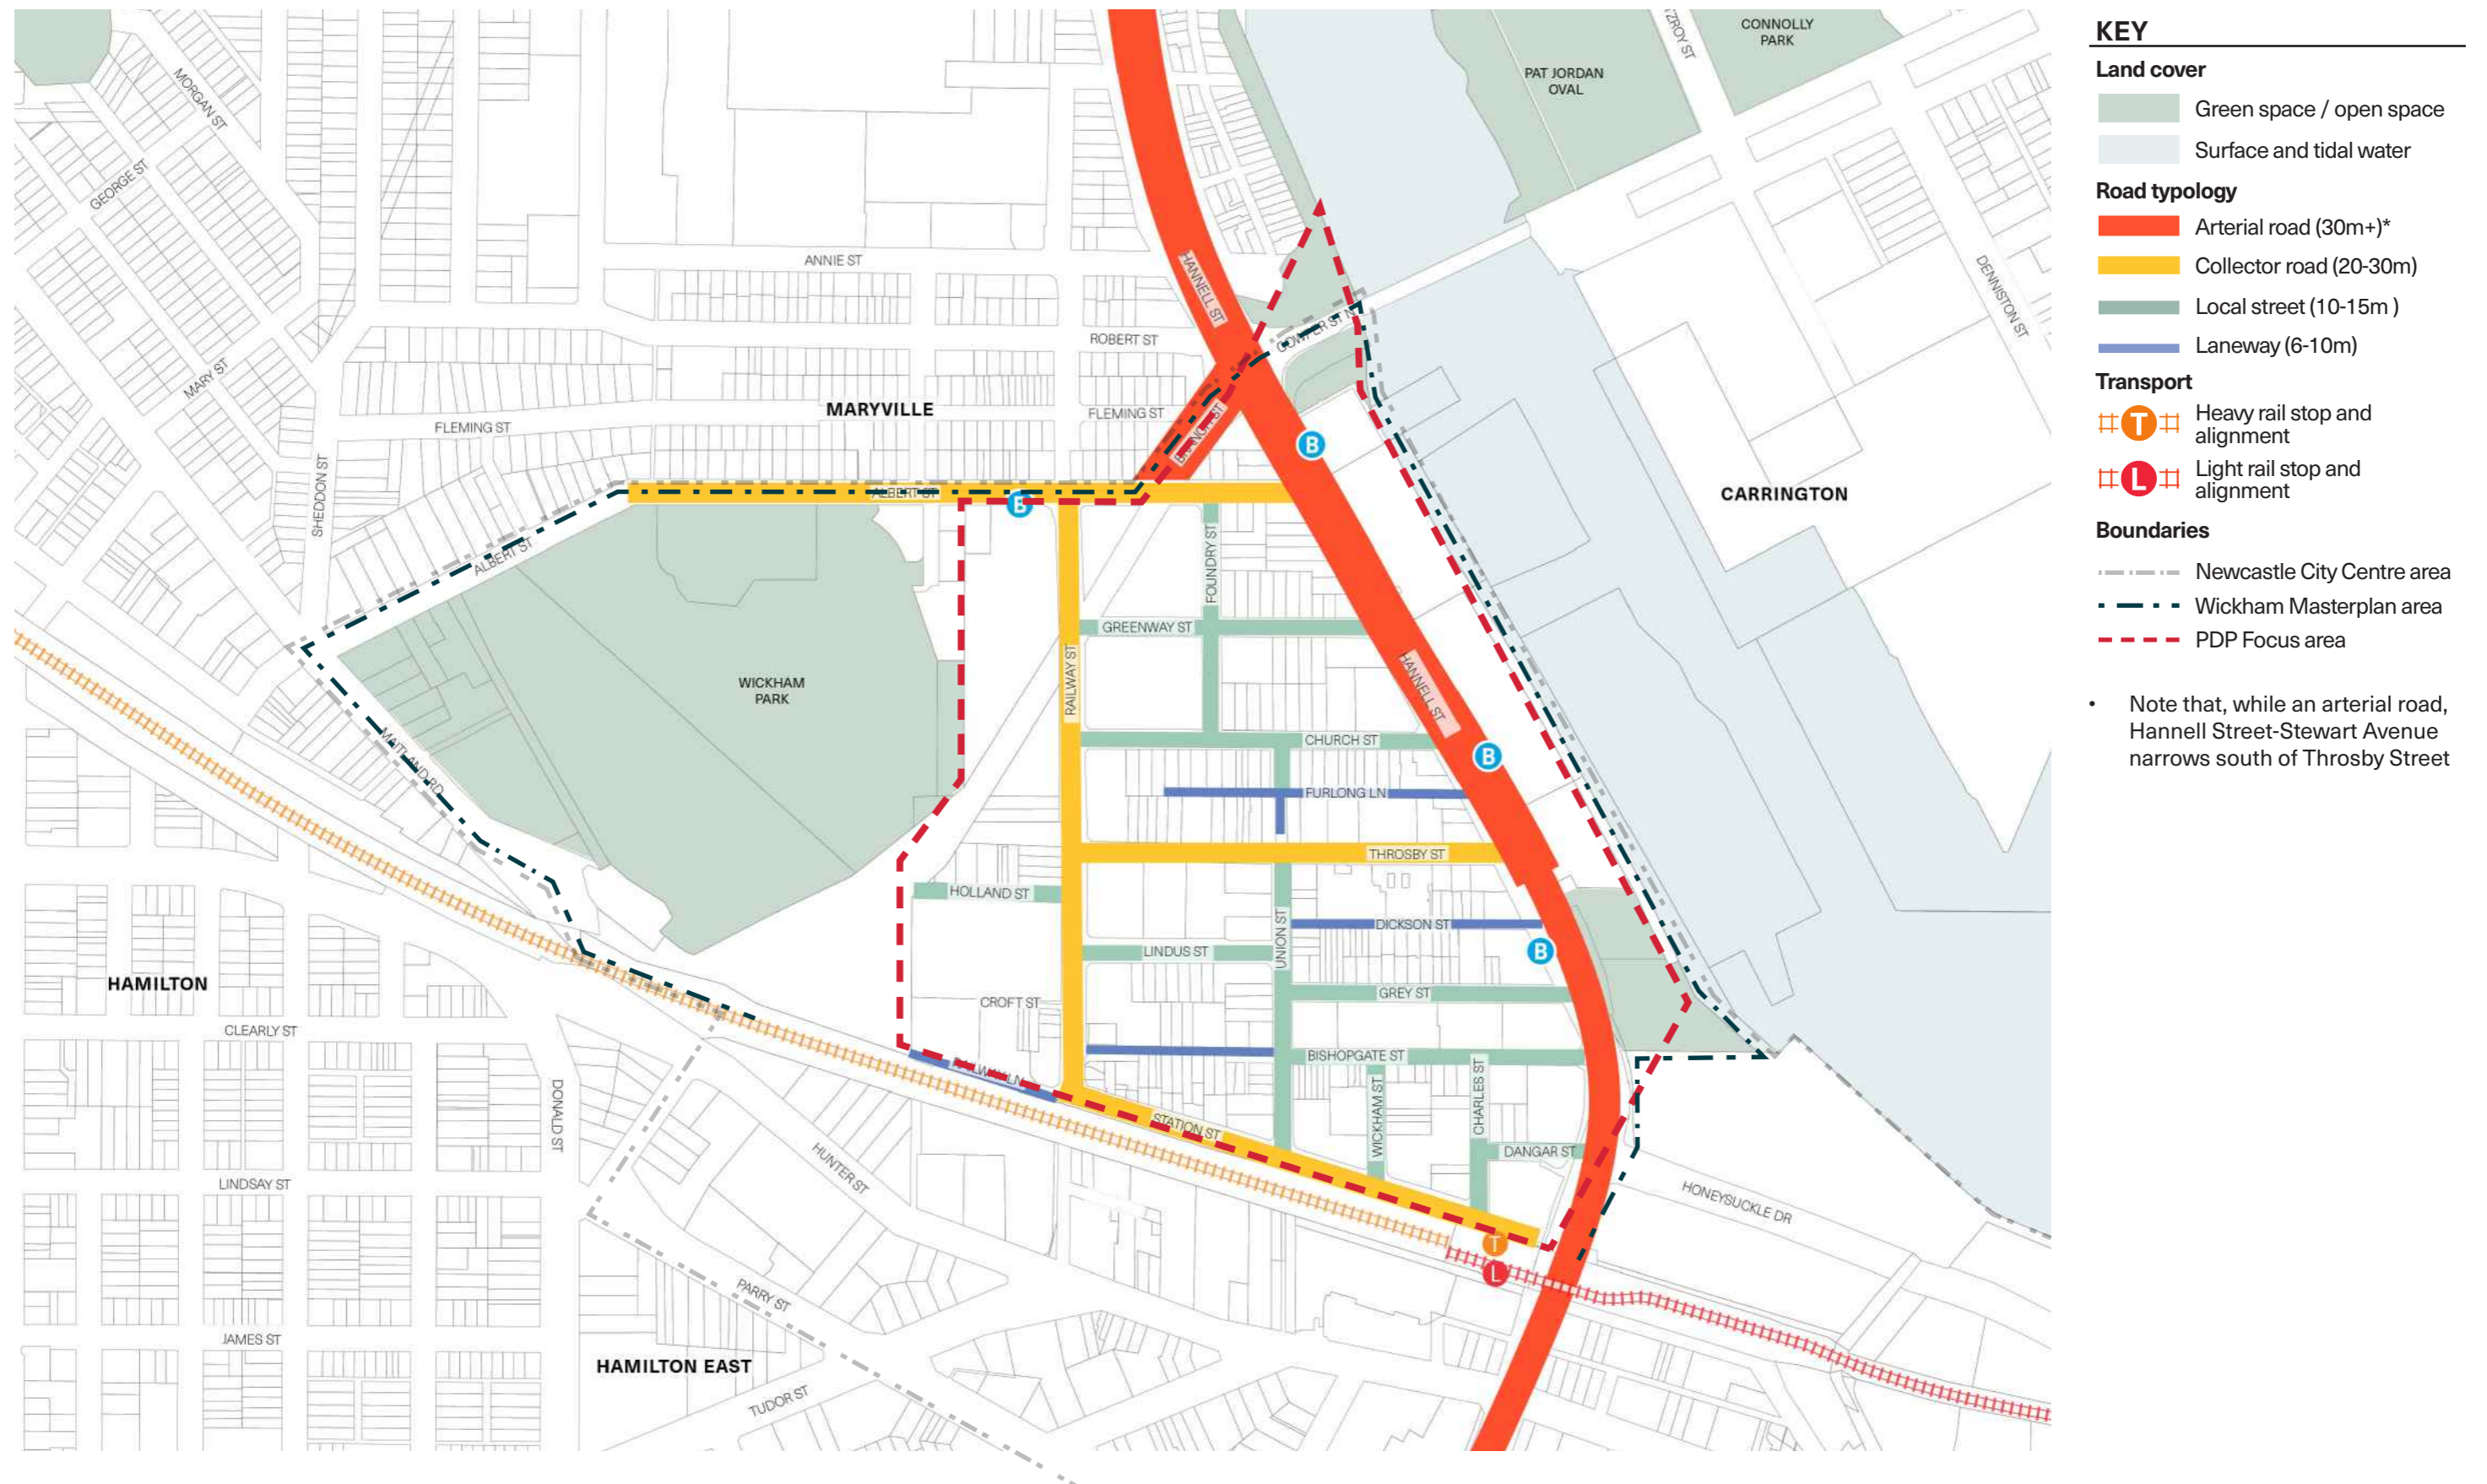 CONNOLLY
PARK
PAT JORDAN
OVAL
MORGAN ST
GEORGE ST
MARY ST
ANNIE ST
HANNELL ST
ROBERT ST
COWPER ST N
DENNISTON ST
MARYVILLE
FLEMING ST
FLEMING ST
SHEDDON ST
ALBERT ST
ALBERT ST
B
B
CARRINGTON
FOUNDRY ST
GREENWAY ST
RAILWAY ST
HANNELL ST
WICKHAM
PARK
MAITLAND RD
CHURCH ST
B
FURLONG LN
THROSBY ST
HOLLAND ST
DICKSON ST
B
UNION ST
LINDUS ST
GREY ST
HAMILTON
CROFT ST
CLEARLY ST
RAILWAY LN
BISHOPGATE ST
WICKHAM ST
CHARLES ST
DONALD ST
STATION ST
DANGAR ST
HUNTER ST
LINDSAY ST
HONEYSUCKLE DR
T
L
PARRY ST
JAMES ST
HAMILTON EAST
TUDOR ST
KEY
Land cover
Green space / open space
Surface and tidal water
Road typology
Arterial road (30m+)*
Collector road (20-30m)
Local street (10-15m )
Laneway (6-10m)
Transport
T Heavy rail stop and
alignment
L Light rail stop and
alignment
Boundaries
Newcastle City Centre area
Wickham Masterplan area
PDP Focus area
• Note that, while an arterial road,
Hannell Street-Stewart Avenue
narrows south of Throsby Street